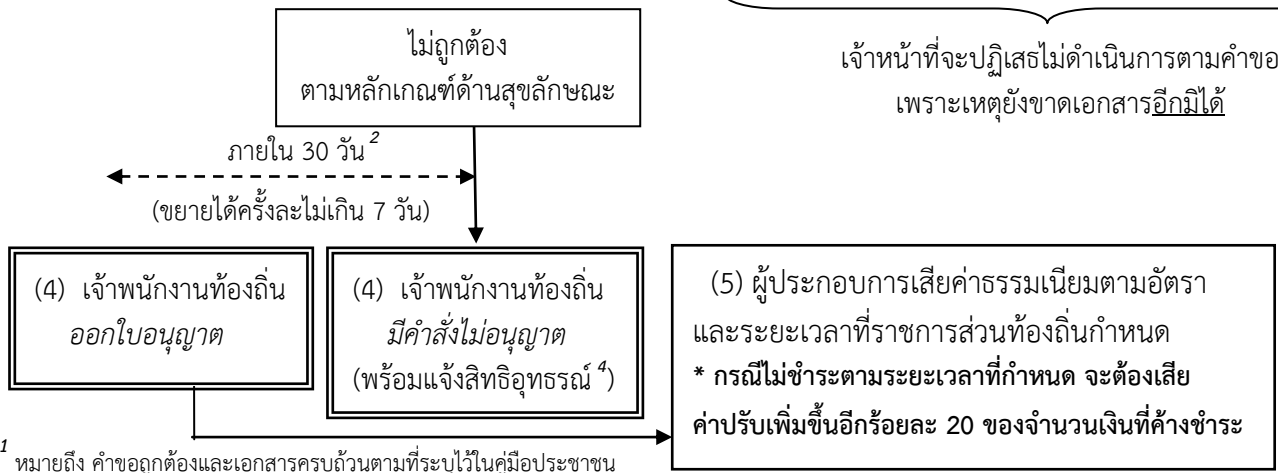 ไม่ถูกต้อง
ตามหลักเกณฑ์ด้านสุขลักษณะ
เจ้าหน้าที่จะปฏิเสธไม่ดำเนินการตามคำขอ
เพราะเหตุยังขาดเอกสารอีกมิได้
ภายใน 30 วัน 2
(ขยายได้ครั้งละไม่เกิน 7 วัน)
(4) เจ้าพนักงานท้องถิ่น
ออกใบอนุญาต
(4) เจ้าพนักงานท้องถิ่น
มีคำสั่งไม่อนุญาต
(พร้อมแจ้งสิทธิอุทธรณ์ 4)
(5) ผู้ประกอบการเสียค่าธรรมเนียมตามอัตรา
และระยะเวลาที่ราชการส่วนท้องถิ่นกำหนด
* กรณีไม่ชำระตามระยะเวลาที่กำหนด จะต้องเสีย
ค่าปรับเพิ่มขึ้นอีกร้อยละ 20 ของจำนวนเงินที่ค้างชำระ
1 หมายถึง คำขอถูกต้องและเอกสารครบถ้วนตามที่ระบุไว้ในคู่มือประชาชน